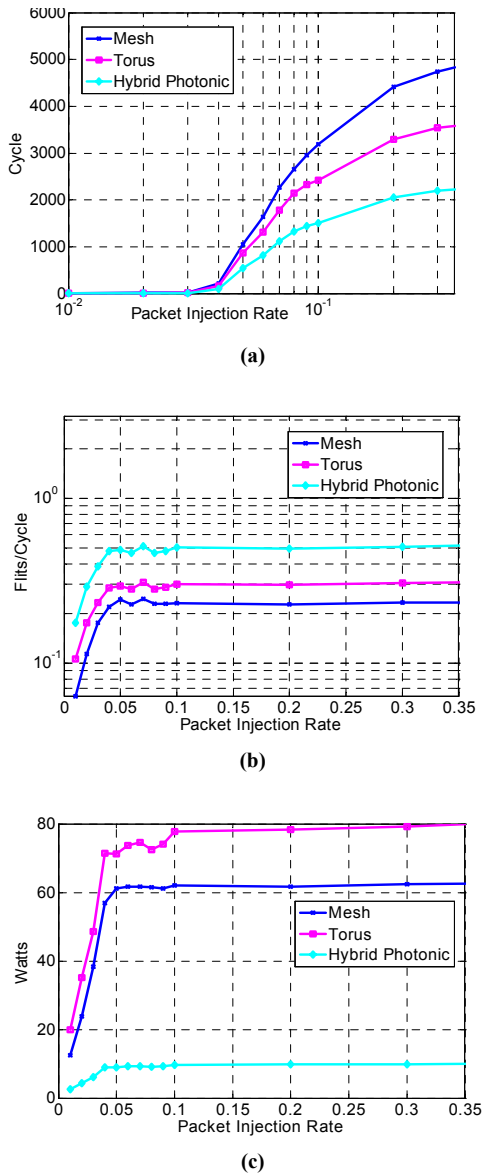 6000
5000
4000
3000
2000
1000
0
Cycle
Mesh
Torus
Hybrid Photonic
10-2
Packet Injection Rate
10-1
(a)
Flits/Cycle
100
10-1
Mesh
Torus
Hybrid Photonic
0 0.05 0.1 0.15 0.2 0.25 0.3 0.35
Packet Injection Rate
(b)
80
60
40
20
0
Watts
Mesh
Torus
Hybrid Photonic
0 0.05 0.1 0.15 0.2 0.25 0.3 0.35
Packet Injection Rate
(c)